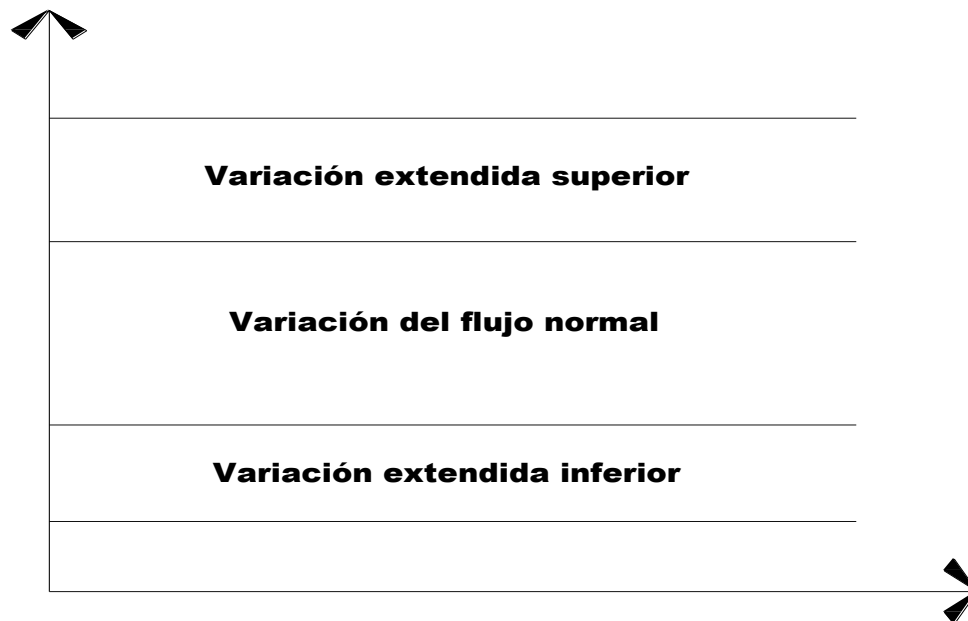 Variación extendida superior
Variación del flujo normal
Variación extendida inferior